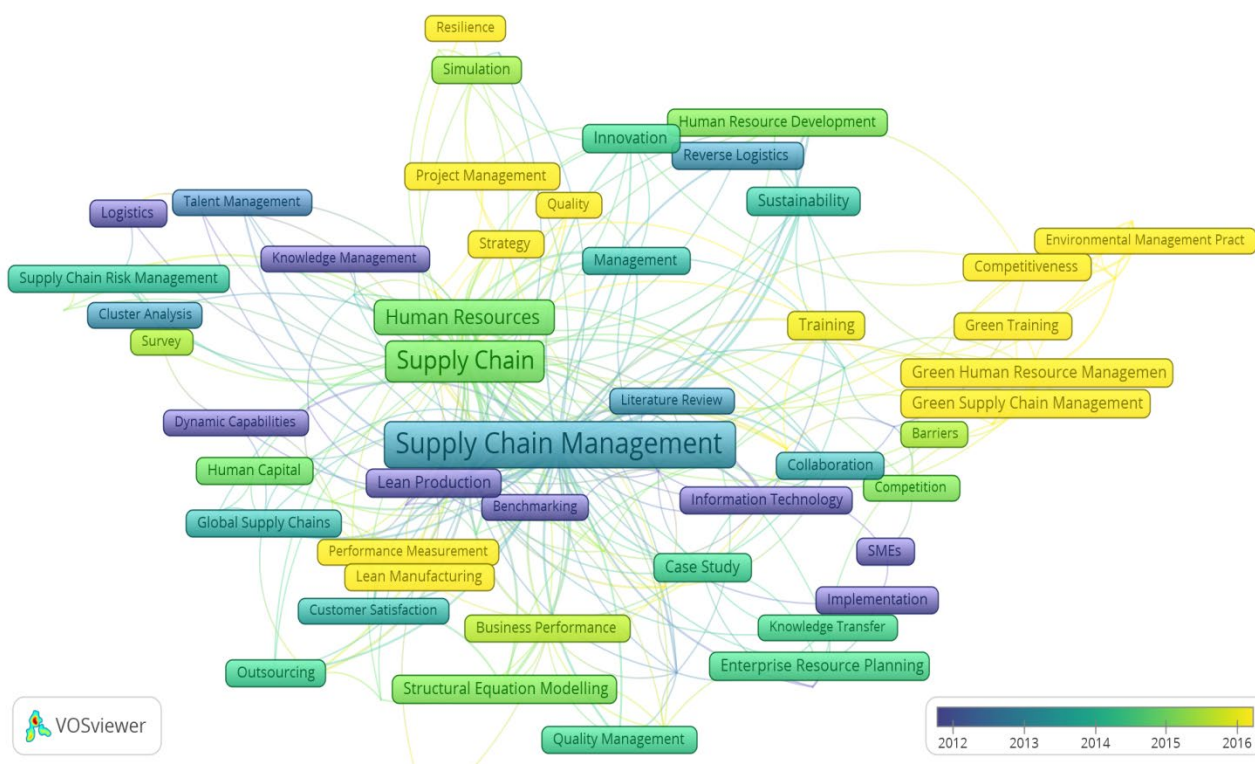 Resilience
Simulation
Human Resource Development
Innovation
Reverse Logistics
Project Management
Talent Management
Sustainability
Quality
Logistics
Strategy
Environmental Management Pract
Knowledge Management
Management
Competitiveness
Supply Chain Risk Management
Cluster Analysis
Human Resources
Training
Green Training
Survey
Supply Chain
Green Human Resource Managemen
Literature Review
Green Supply Chain Management
Dynamic Capabilities
Supply Chain Management
Barriers
Human Capital
Collaboration
Lean Production
Competition
Information Technology
Benchmarking
Global Supply Chains
Performance Measurement
SMEs
Case Study
Lean Manufacturing
Implementation
Customer Satisfaction
Business Performance
Knowledge Transfer
Outsourcing
Enterprise Resource Planning
Structural Equation Modelling
Quality Management
VOSviewer
2012 2013 2014 2015 2016